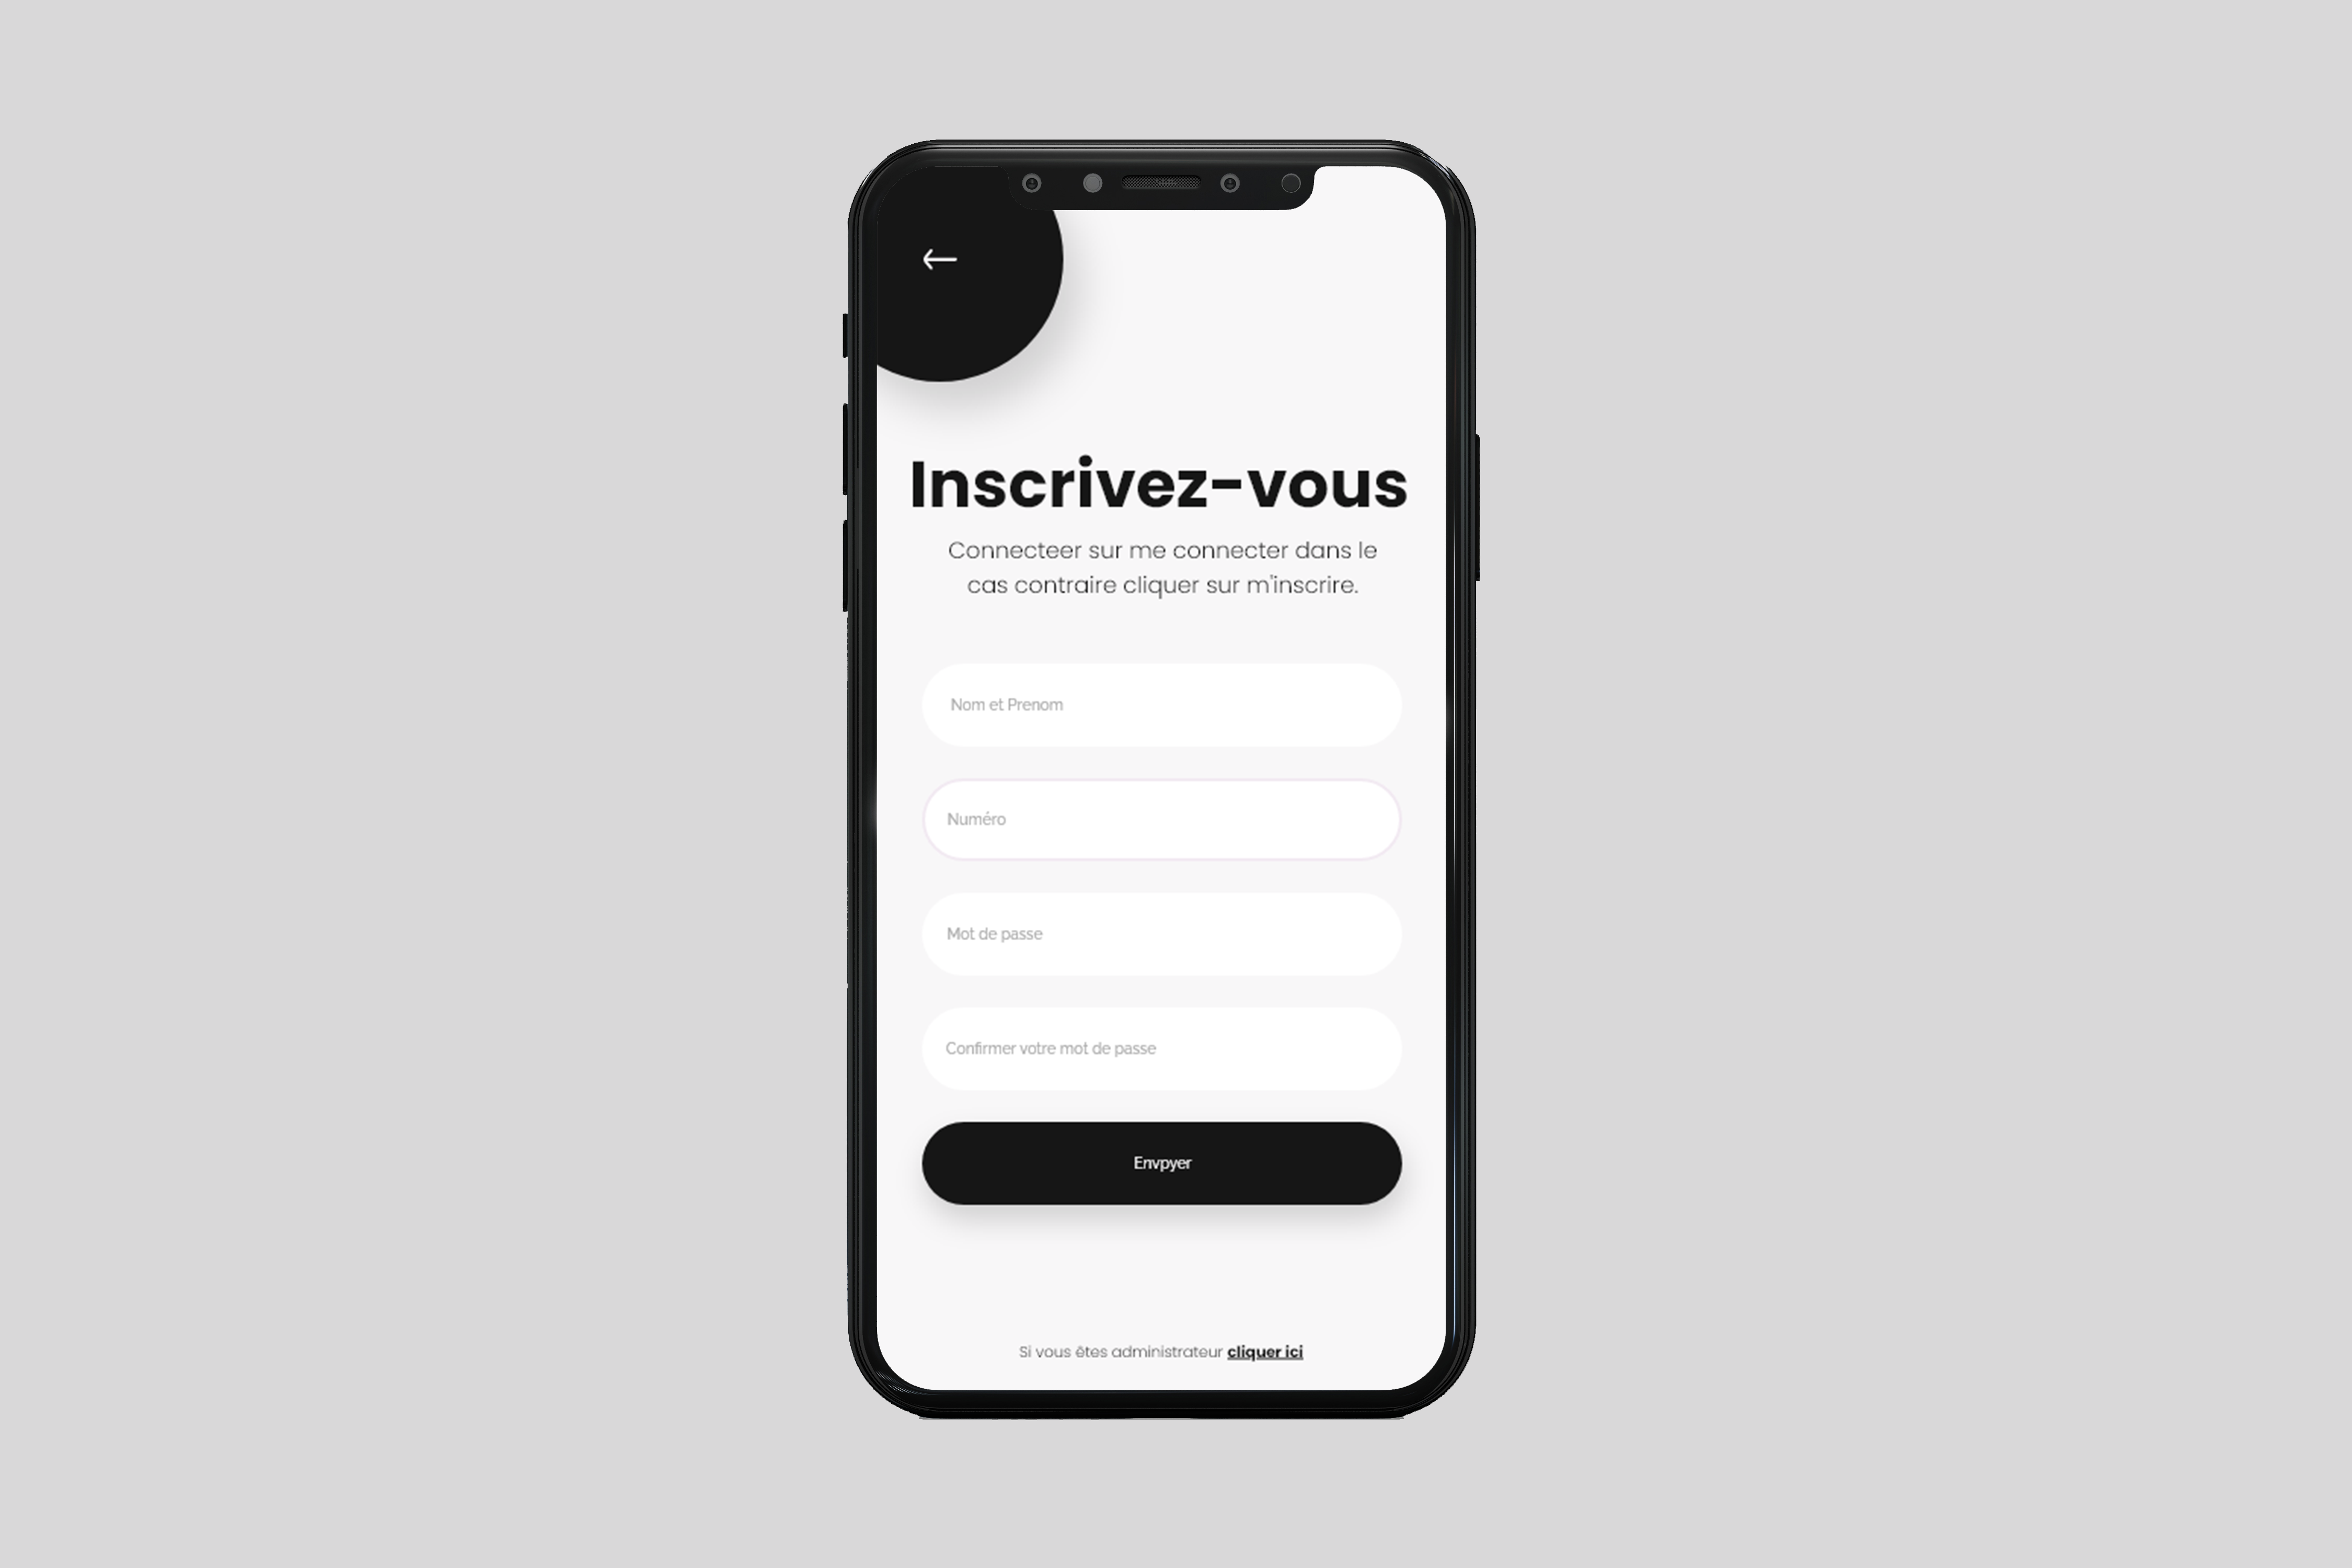 Inscrivez-vous
Connecteer sur me connecter dans le
cas contraire cliquer sur m'inscrire.
Nom et Prenom
Numéro
Mot de passe
Confirmer votre mot de passe
Envpyer
Si vous êtes administrateur cliquer ici